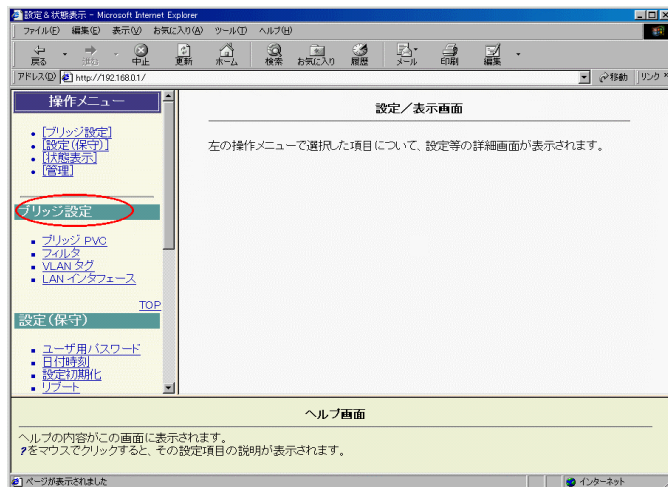 設定&状態表示 - Microsoft Internet Explorer
ファイル(F) 編集(E) 表示(V) お気に入り(A) ツール(T) ヘルプ(H)
戻る 進む 中止 更新 ホーム 検索 お気に入り 履歴 メール 印刷 編集
アドレス(D) http://192.168.0.1/ 移動 リンク »
操作メニュー
[ブリッジ設定]
[設定(保守)]
[状態表示]
[管理]
ブリッジ設定
ブリッジ PVC
フィルタ
VLAN タグ
LAN インタフェース
TOP
設定(保守)
ユーザ用パスワード
日付時刻
設定初期化
リブート
設定/表示画面
左の操作メニューで選択した項目について、設定等の詳細画面が表示されます。
ヘルプ画面
ヘルプの内容がこの画面に表示されます。
?をマウスでクリックすると、その設定項目の説明が表示されます。
ページが表示されました インターネット